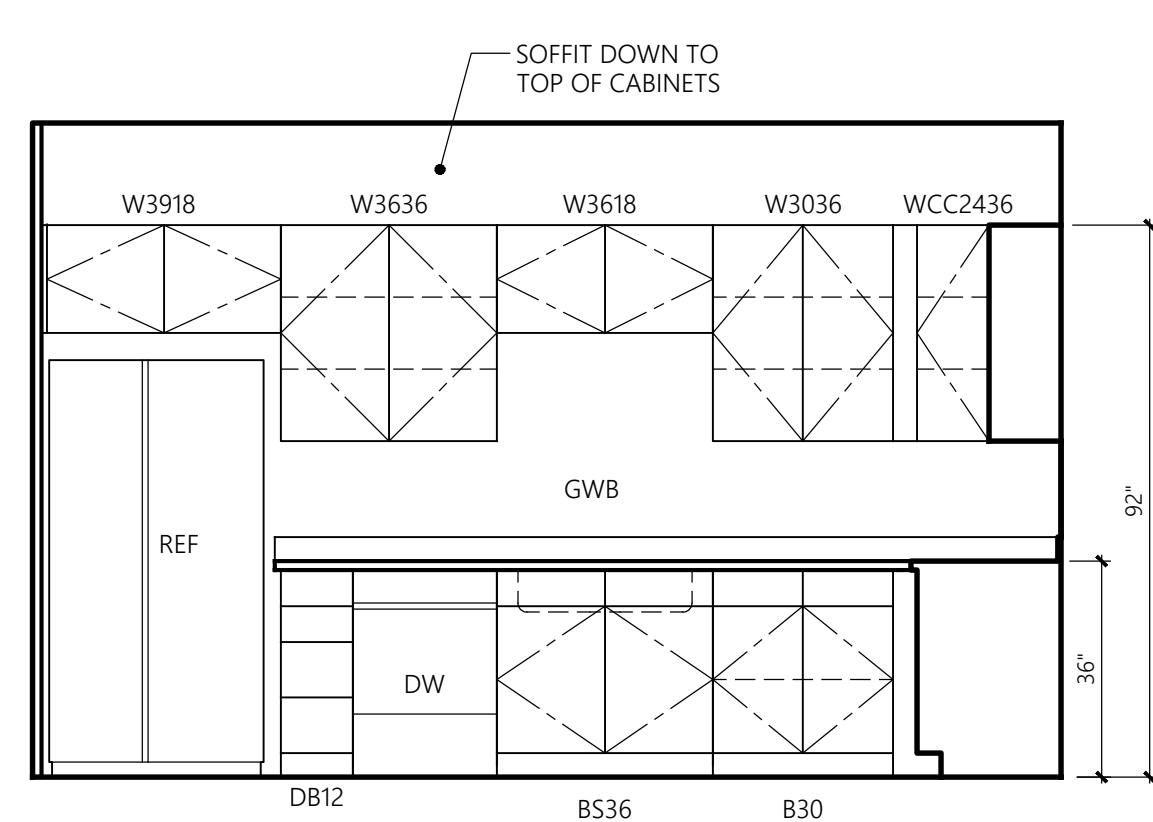 SOFFIT DOWN TO
TOP OF CABINETS
W3918
W3636
W3618
W3036
WCC2436
GWB
92"
REF
36"
DW
DB12
BS36
B30